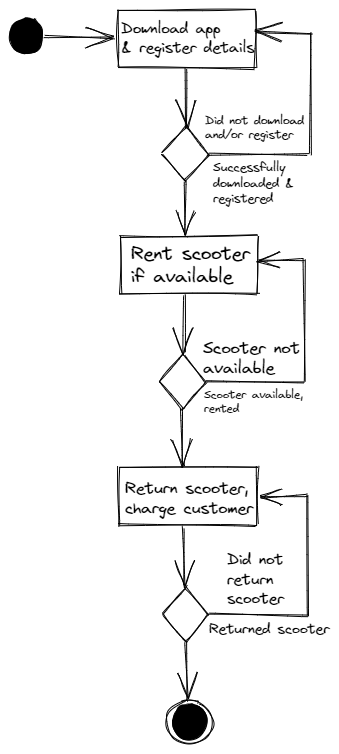 Download app
& register details
Did not download
and/or register
Successfully
downloaded &
registered
Rent scooter
if available
Scooter not
available
Scooter available,
rented
Return scooter,
charge customer
Did not
return
scooter
Returned scooter